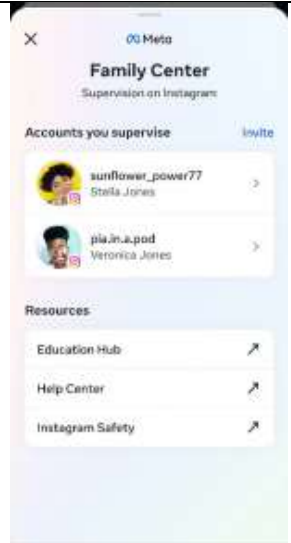 Meta
Family Center
Supervision on Instagram
Accounts you supervise Invite
sunflower_power77
Stella Jones
pia.in.a.pod
Veronica Jones
Resources
Education Hub
Help Center
Instagram Safety